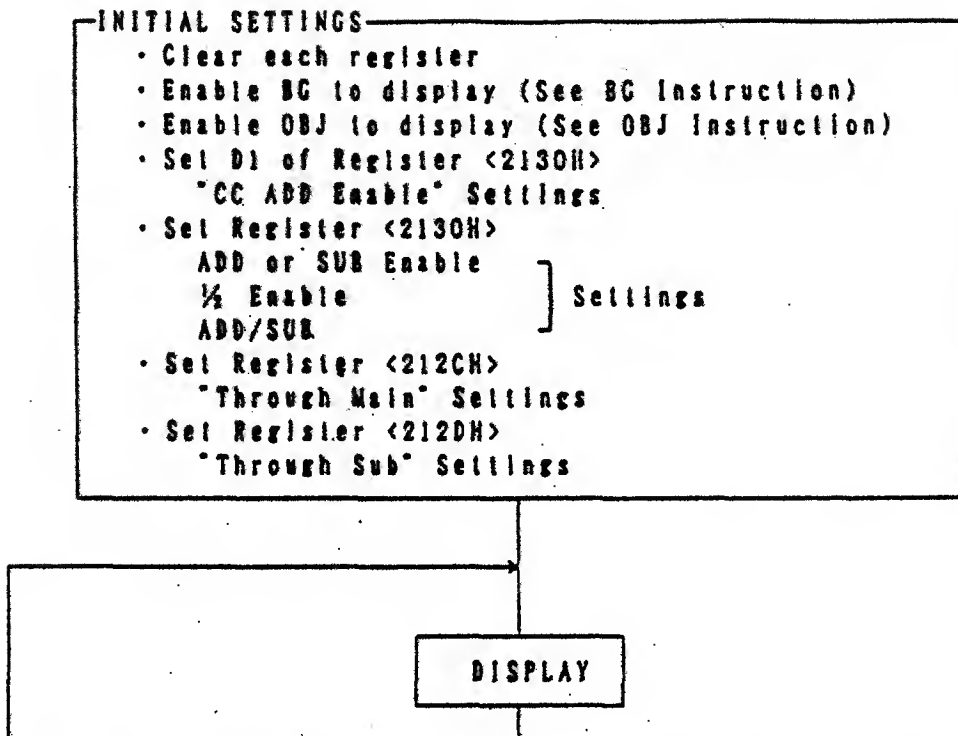 INITIAL SETTINGS
・Clear each register
・Enable BG to display (See BG Instruction)
・Enable OBJ to display (See OBJ Instruction)
・Set D1 of Register <2130H>
"CC ADD Enable" Settings
・Set Register <2130H>
ADD or SUB Enable
½ Enable
Settings
ADD/SUB
・Set Register <212CH>
"Through Main" Settings
・Set Register <212DH>
"Through Sub" Settings
DISPLAY